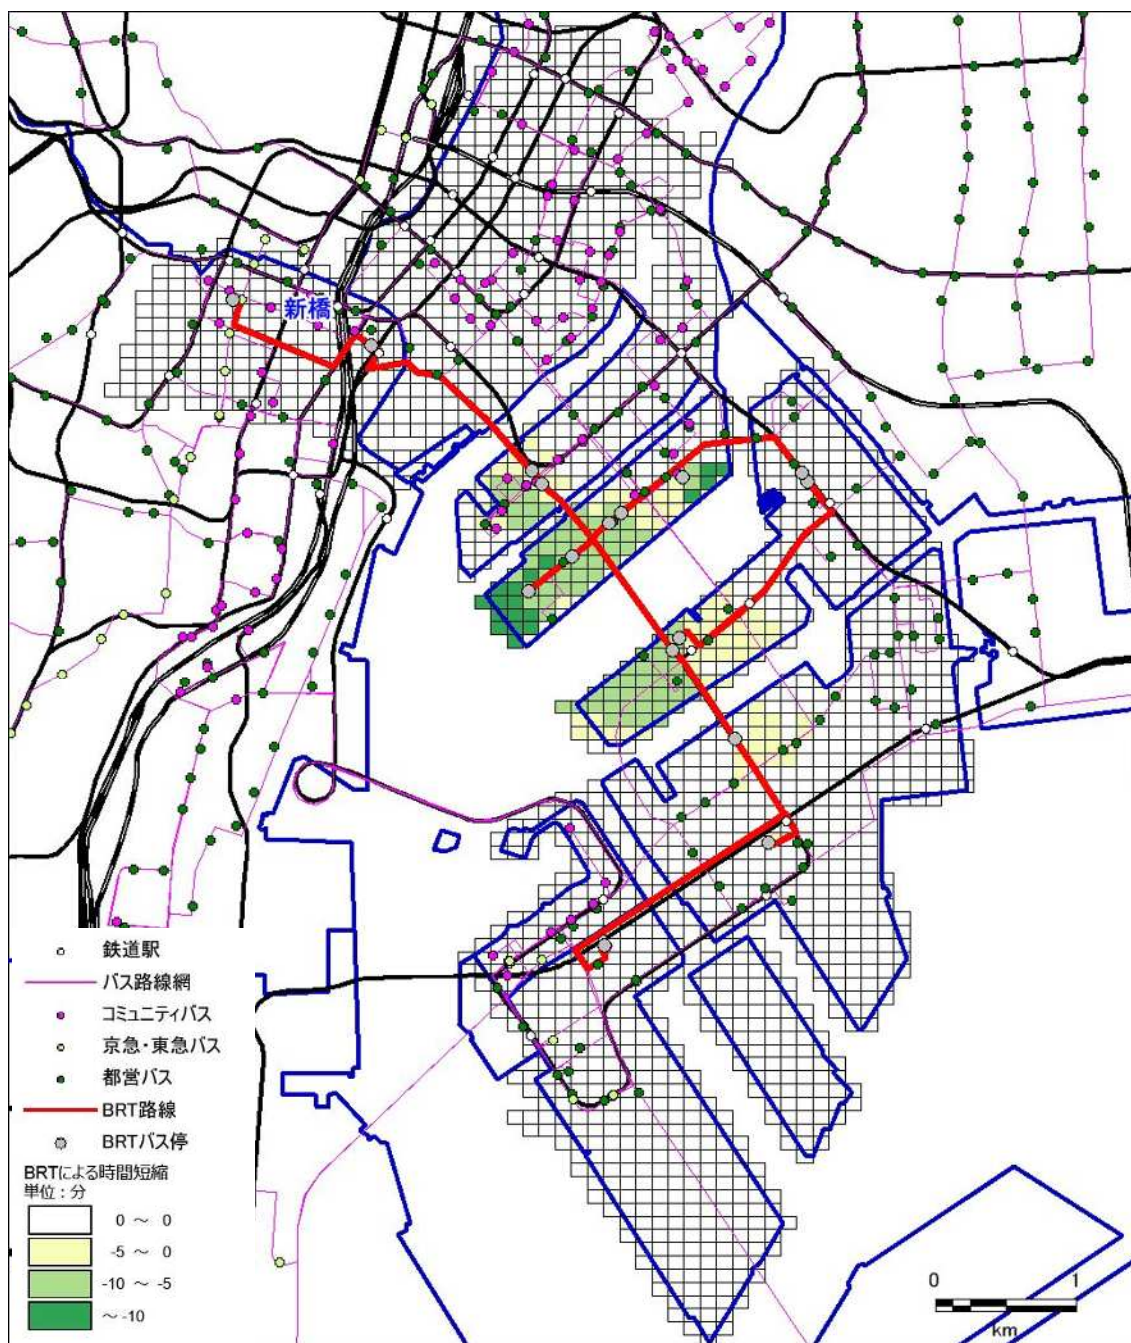 新橋
鉄道駅
バス路線網
コミュニティバス
京急・東急バス
都営バス
BRT路線
BRTバス停
BRTによる時間短縮
単位：分
0 ～ 0
-5 ～ 0
-10 ～ -5
～ -10
0 1
km